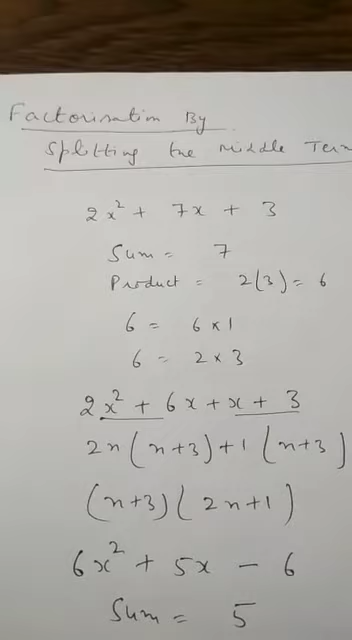 Factorisation By
Splitting the Middle Term
2x² + 7x + 3
Sum = 7
Product = 2(3) = 6
6 = 6 × 1
6 = 2 × 3
2x² + 6x + x + 3
2x(x+3)+1(x+3)
(x+3)(2x+1)
6x² + 5x - 6
Sum = 5